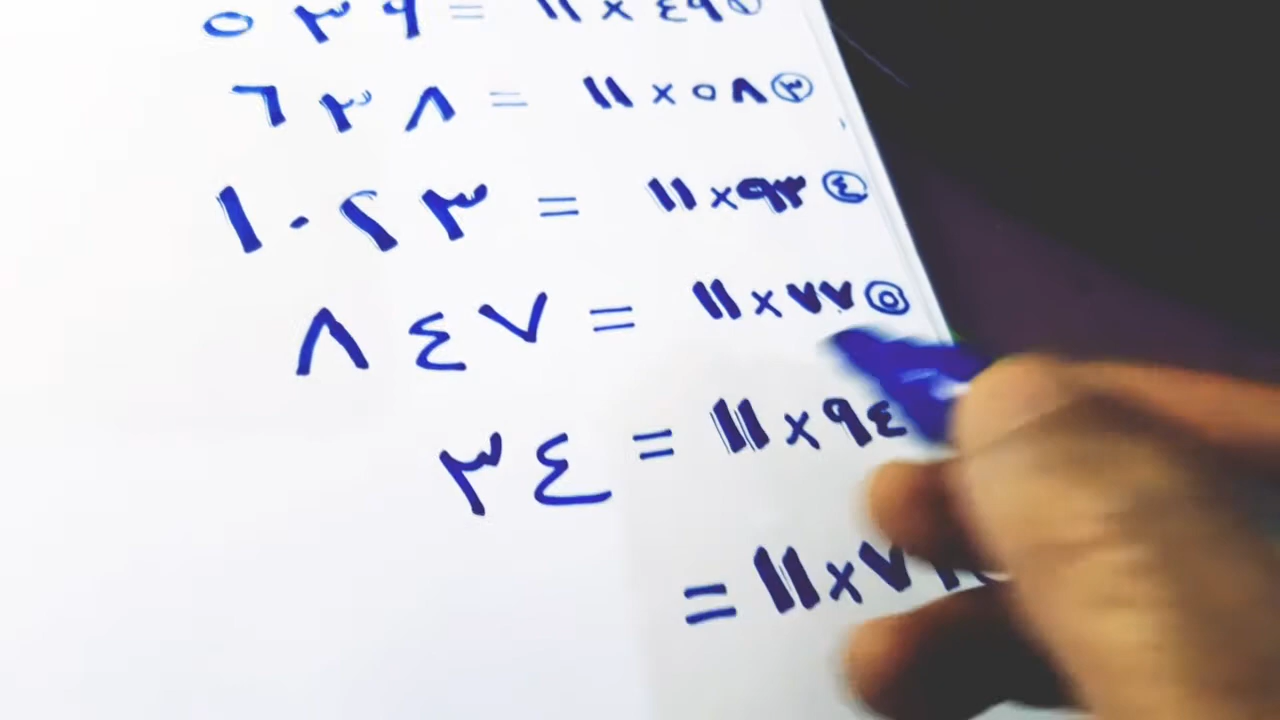 ٤٩ × ١١ = ٥٣٩
(٣) ٥٨ × ١١ = ٦٣٨
(٤) ٩٣ × ١١ = ١٠٢٣
(٥) ٧٧ × ١١ = ٨٤٧
٩٤ × ١١ = ٣٤
× ١١ =